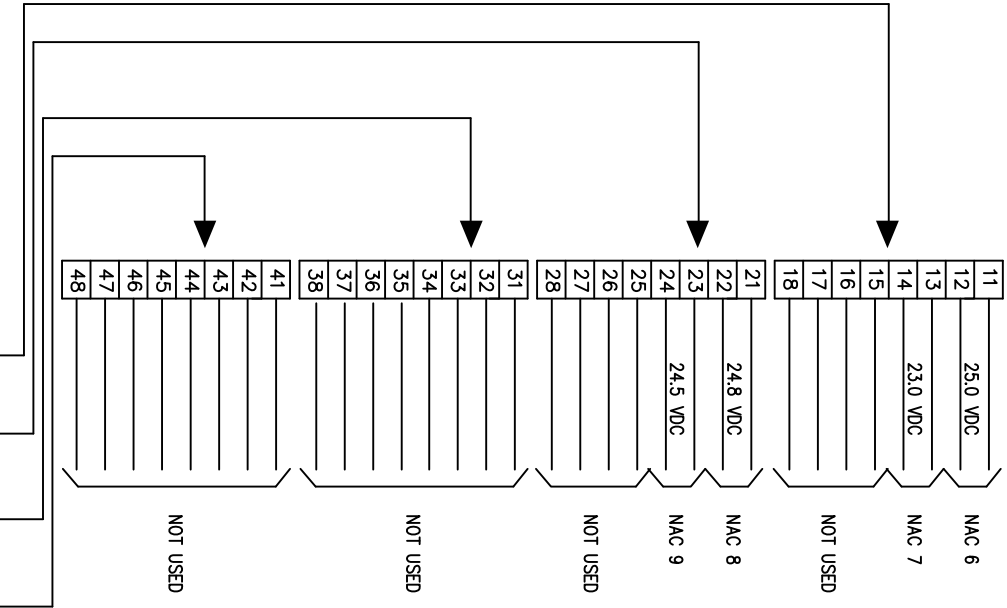 11
12
13
14
15
16
17
18
25.0 VDC
23.0 VDC
NAC 6
NAC 7
NOT USED
21
22
23
24
25
26
27
28
24.8 VDC
24.5 VDC
NAC 8
NAC 9
NOT USED
31
32
33
34
35
36
37
38
NOT USED
41
42
43
44
45
46
47
48
NOT USED